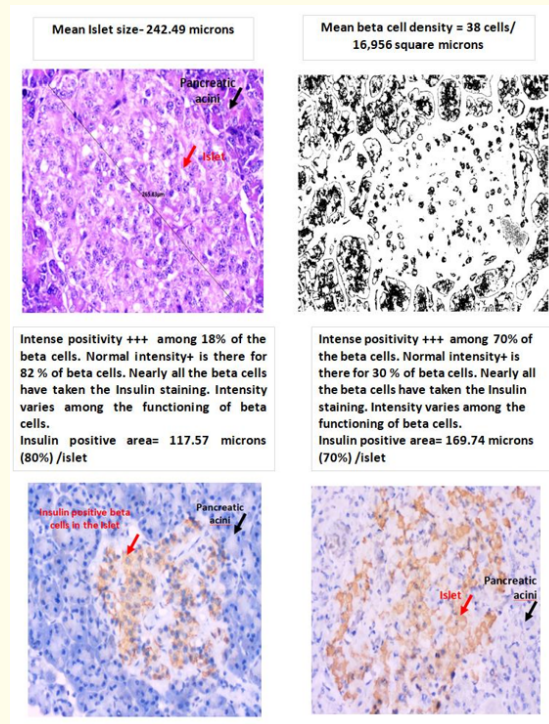 Mean Islet size- 242.49 microns
Mean beta cell density = 38 cells/
16,956 square microns
Pancreatic
acini
Islet
Intense positivity +++ among 18% of the
beta cells. Normal intensity+ is there for
82 % of beta cells. Nearly all the beta cells
have taken the Insulin staining. Intensity
varies among the functioning of beta
cells.
Insulin positive area= 117.57 microns
(80%) /islet
Intense positivity +++ among 70% of
the beta cells. Normal intensity+ is
there for 30 % of beta cells. Nearly all
the beta cells have taken the Insulin
staining. Intensity varies among the
functioning of beta cells.
Insulin positive area= 169.74 microns
(70%) /islet
Insulin positive beta
cells in the islet
Pancreatic
acini
Islet
Pancreatic
acini